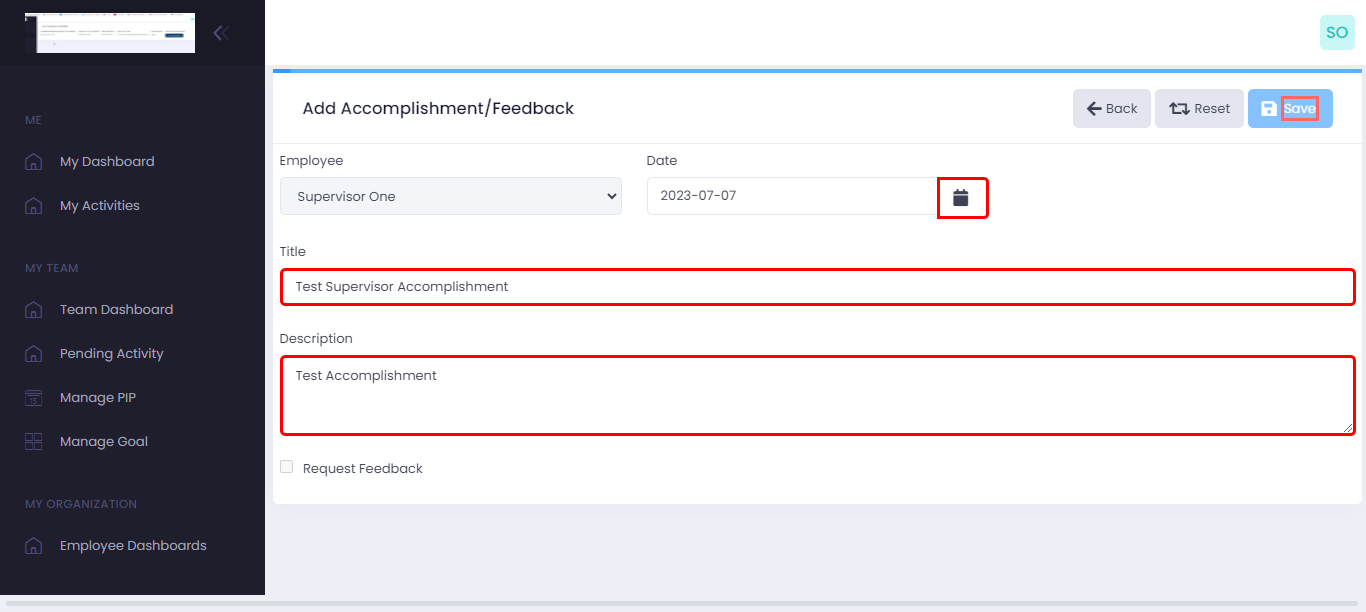 SO
ME
My Dashboard
My Activities
MY TEAM
Team Dashboard
Pending Activity
Manage PIP
Manage Goal
MY ORGANIZATION
Employee Dashboards
Add Accomplishment/Feedback
Back
Reset
Save
Employee
Date
Supervisor One
2023-07-07
Title
Test Supervisor Accomplishment
Description
Test Accomplishment
Request Feedback